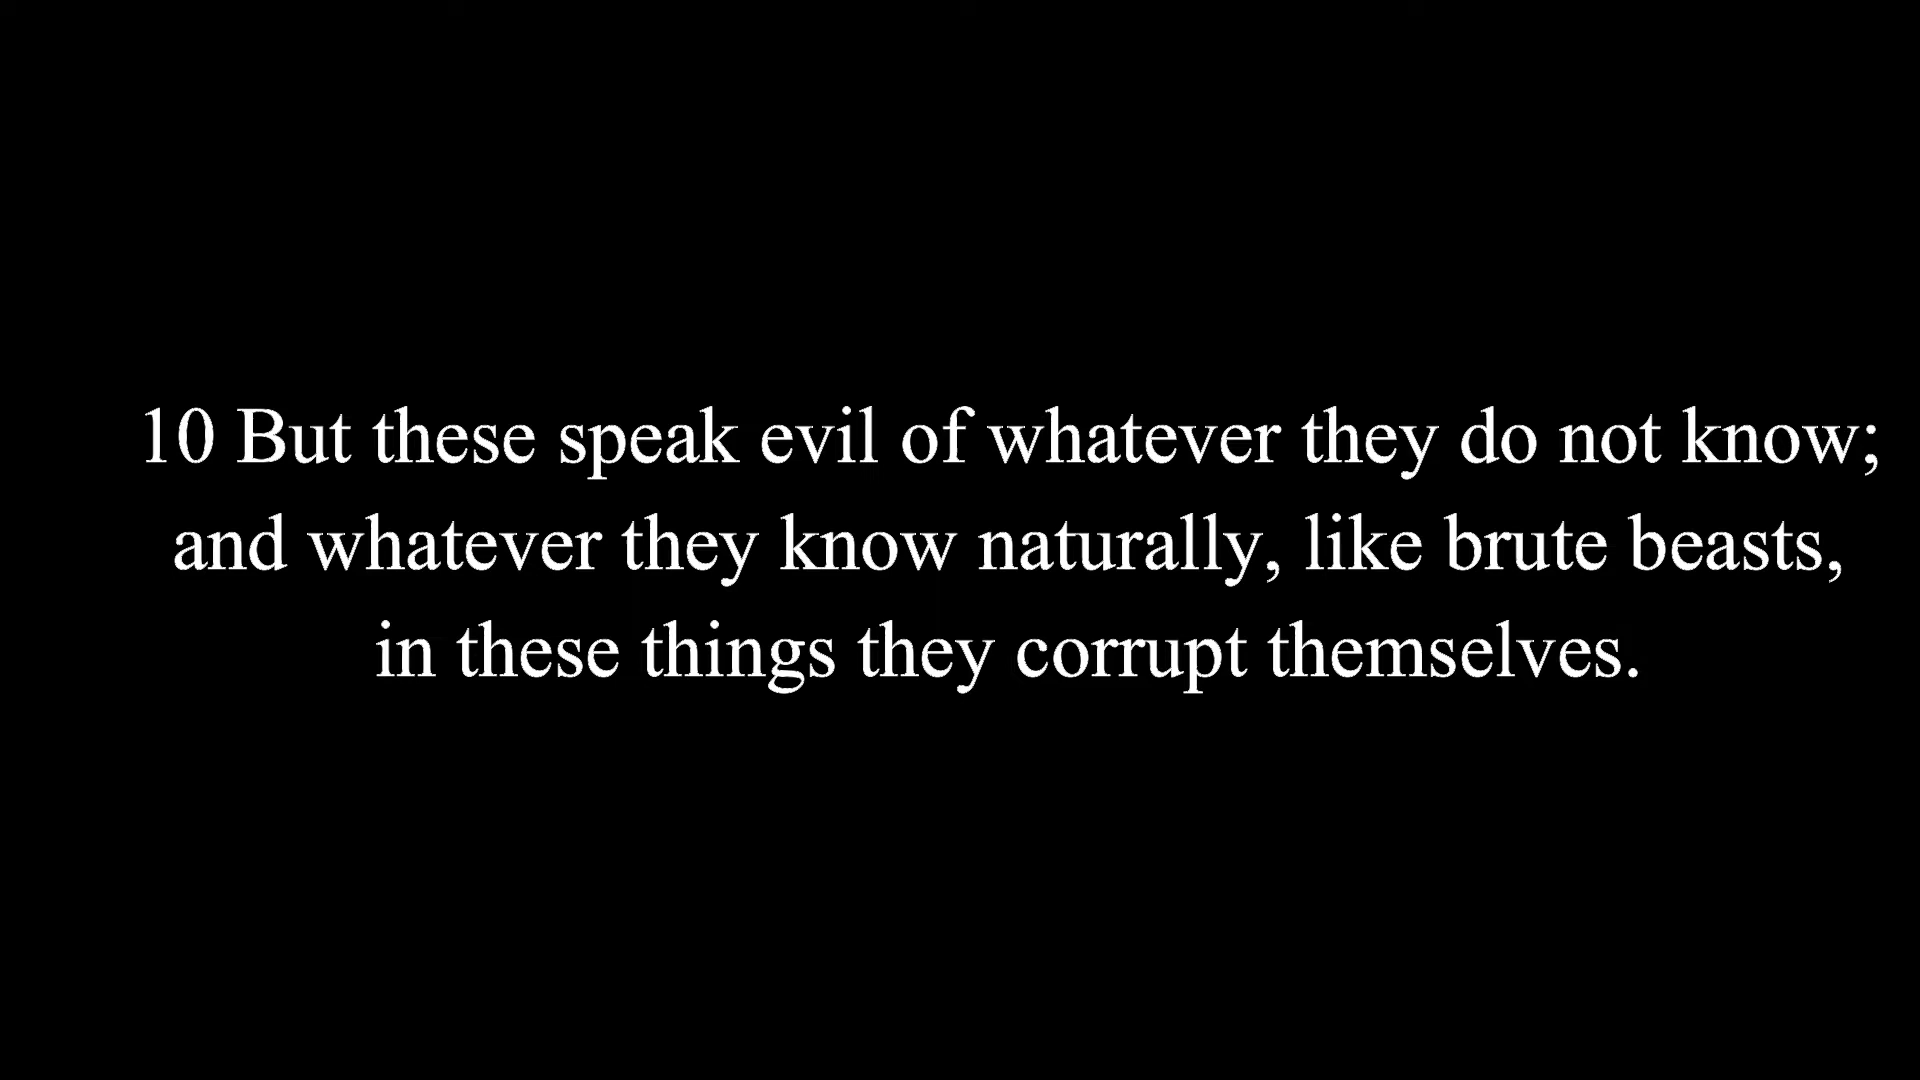 10 But these speak evil of whatever they do not know;
and whatever they know naturally, like brute beasts,
in these things they corrupt themselves.